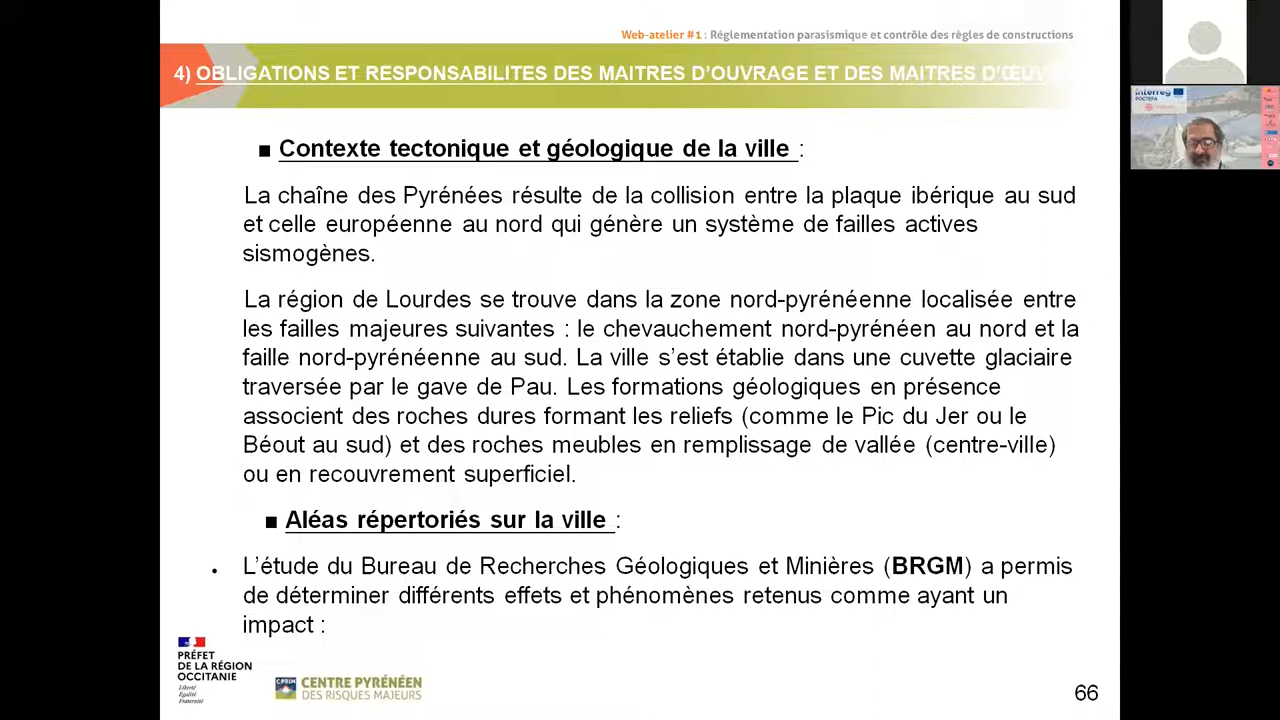 Web-atelier #1 : Réglementation parasismique et contrôle des règles de constructions
4) OBLIGATIONS ET RESPONSABILITES DES MAITRES D'OUVRAGE ET DES MAITRES D'ŒUV
■ Contexte tectonique et géologique de la ville :
La chaîne des Pyrénées résulte de la collision entre la plaque ibérique au sud
et celle européenne au nord qui génère un système de failles actives
sismogènes.
La région de Lourdes se trouve dans la zone nord-pyrénéenne localisée entre
les failles majeures suivantes : le chevauchement nord-pyrénéen au nord et la
faille nord-pyrénéenne au sud. La ville s'est établie dans une cuvette glaciaire
traversée par le gave de Pau. Les formations géologiques en présence
associent des roches dures formant les reliefs (comme le Pic du Jer ou le
Béout au sud) et des roches meubles en remplissage de vallée (centre-ville)
ou en recouvrement superficiel.
■ Aléas répertoriés sur la ville :
• L'étude du Bureau de Recherches Géologiques et Minières (BRGM) a permis
de déterminer différents effets et phénomènes retenus comme ayant un
impact :
PRÉFET
DE LA RÉGION
OCCITANIE
Liberté
Égalité
Fraternité
CPRIM
CENTRE PYRÉNÉEN
DES RISQUES MAJEURS
66
Interreg
POCTEFA